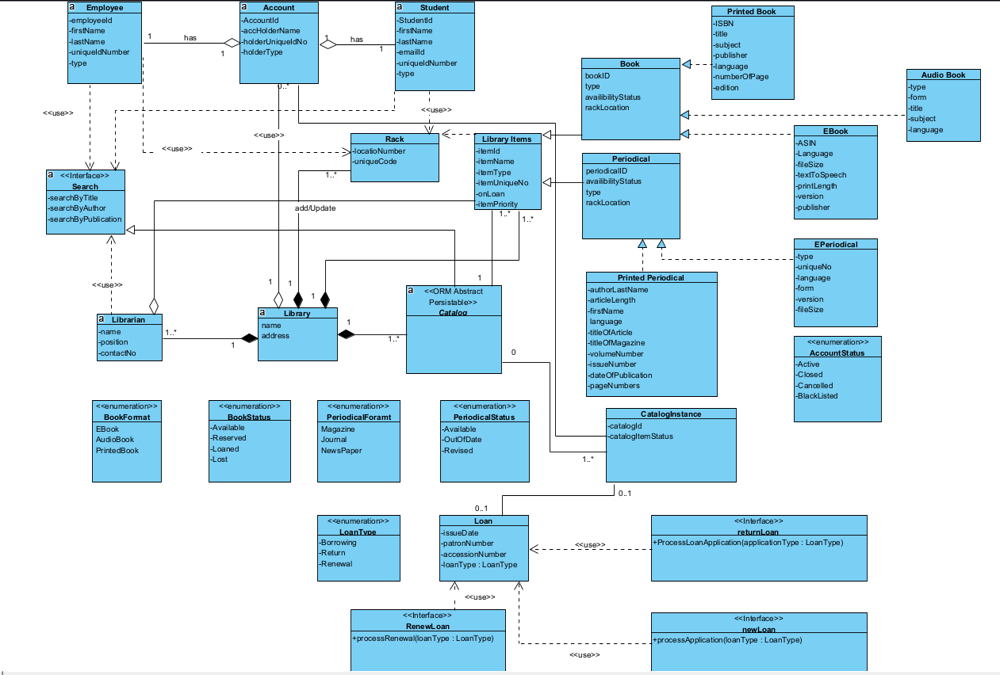 a Employee
-employeeId
-firstName
-lastName
-uniqueIdNumber
-type
a Account
-AccountId
-accHolderName
-holderUniqueIdNo
-holderType
a Student
-StudentId
-firstName
-lastName
-emailId
-uniqueIdNumber
-type
1
has
1
1
has
1
Printed Book
-ISBN
-title
-subject
-publisher
-language
-numberOfPage
-edition
Book
bookID
type
availibilityStatus
rackLocation
Audio Book
-type
-form
-title
-subject
-language
0..*
<<use>>
<<use>>
<<use>>
<<use>>
Rack
-locatioNumber
-uniqueCode
1..*
Library Items
-itemId
-itemName
-itemType
-itemUniqueNo
-onLoan
-itemPriority
1..*
1..*
EBook
-ASIN
-Language
-fileSize
-textToSpeech
-printLength
-version
-publisher
Periodical
periodicalID
availibilityStatus
type
rackLocation
a <<Interface>>
Search
-searchByTitle
-searchByAuthor
-searchByPublication
add/Update
EPeriodical
-type
-uniqueNo
-language
-form
-version
-fileSize
Printed Periodical
-authorLastName
-articleLength
-firstName
language
-titleOfArticle
-titleOfMagazine
-volumeNumber
-issueNumber
-dateOfPublication
-pageNumbers
<<use>>
1
1
1
1
a <<ORM Abstract
Persistable>>
Catalog
a Librarian
-name
-position
-contactNo
1..*
1
a Library
name
address
1
1..*
0
<<enumeration>>
AccountStatus
-Active
-Closed
-Cancelled
-BlackListed
<<enumeration>>
BookFormat
EBook
AudioBook
PrintedBook
<<enumeration>>
BookStatus
-Available
-Reserved
-Loaned
-Lost
<<enumeration>>
PeriodicalForamt
Magazine
Journal
NewsPaper
<<enumeration>>
PeriodicalStatus
-Available
-OutOfDate
-Revised
CatalogInstance
-catalogId
-catalogItemStatus
1..*
0..1
0..1
<<enumeration>>
LoanType
-Borrowing
-Return
-Renewal
Loan
-issueDate
-patronNumber
-accessionNumber
-loanType : LoanType
<<use>>
<<Interface>>
returnLoan
+ProcessLoanApplication(applicationType : LoanType)
<<use>>
<<Interface>>
RenewLoan
+processRenewal(loanType : LoanType)
<<use>>
<<Interface>>
newLoan
+processApplication(loanType : LoanType)